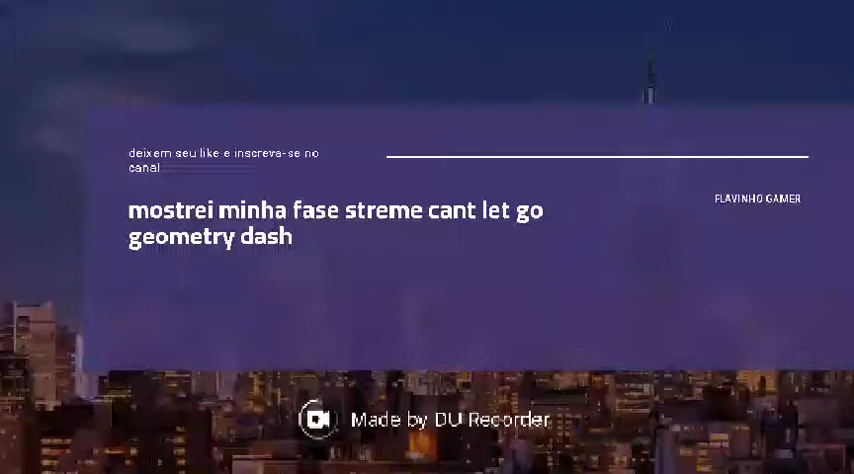 deixem seu like e inscreva-se no
canal
mostrei minha fase streme cant let go
geometry dash
FLAVINHO GAMER
Made by DU Recorder